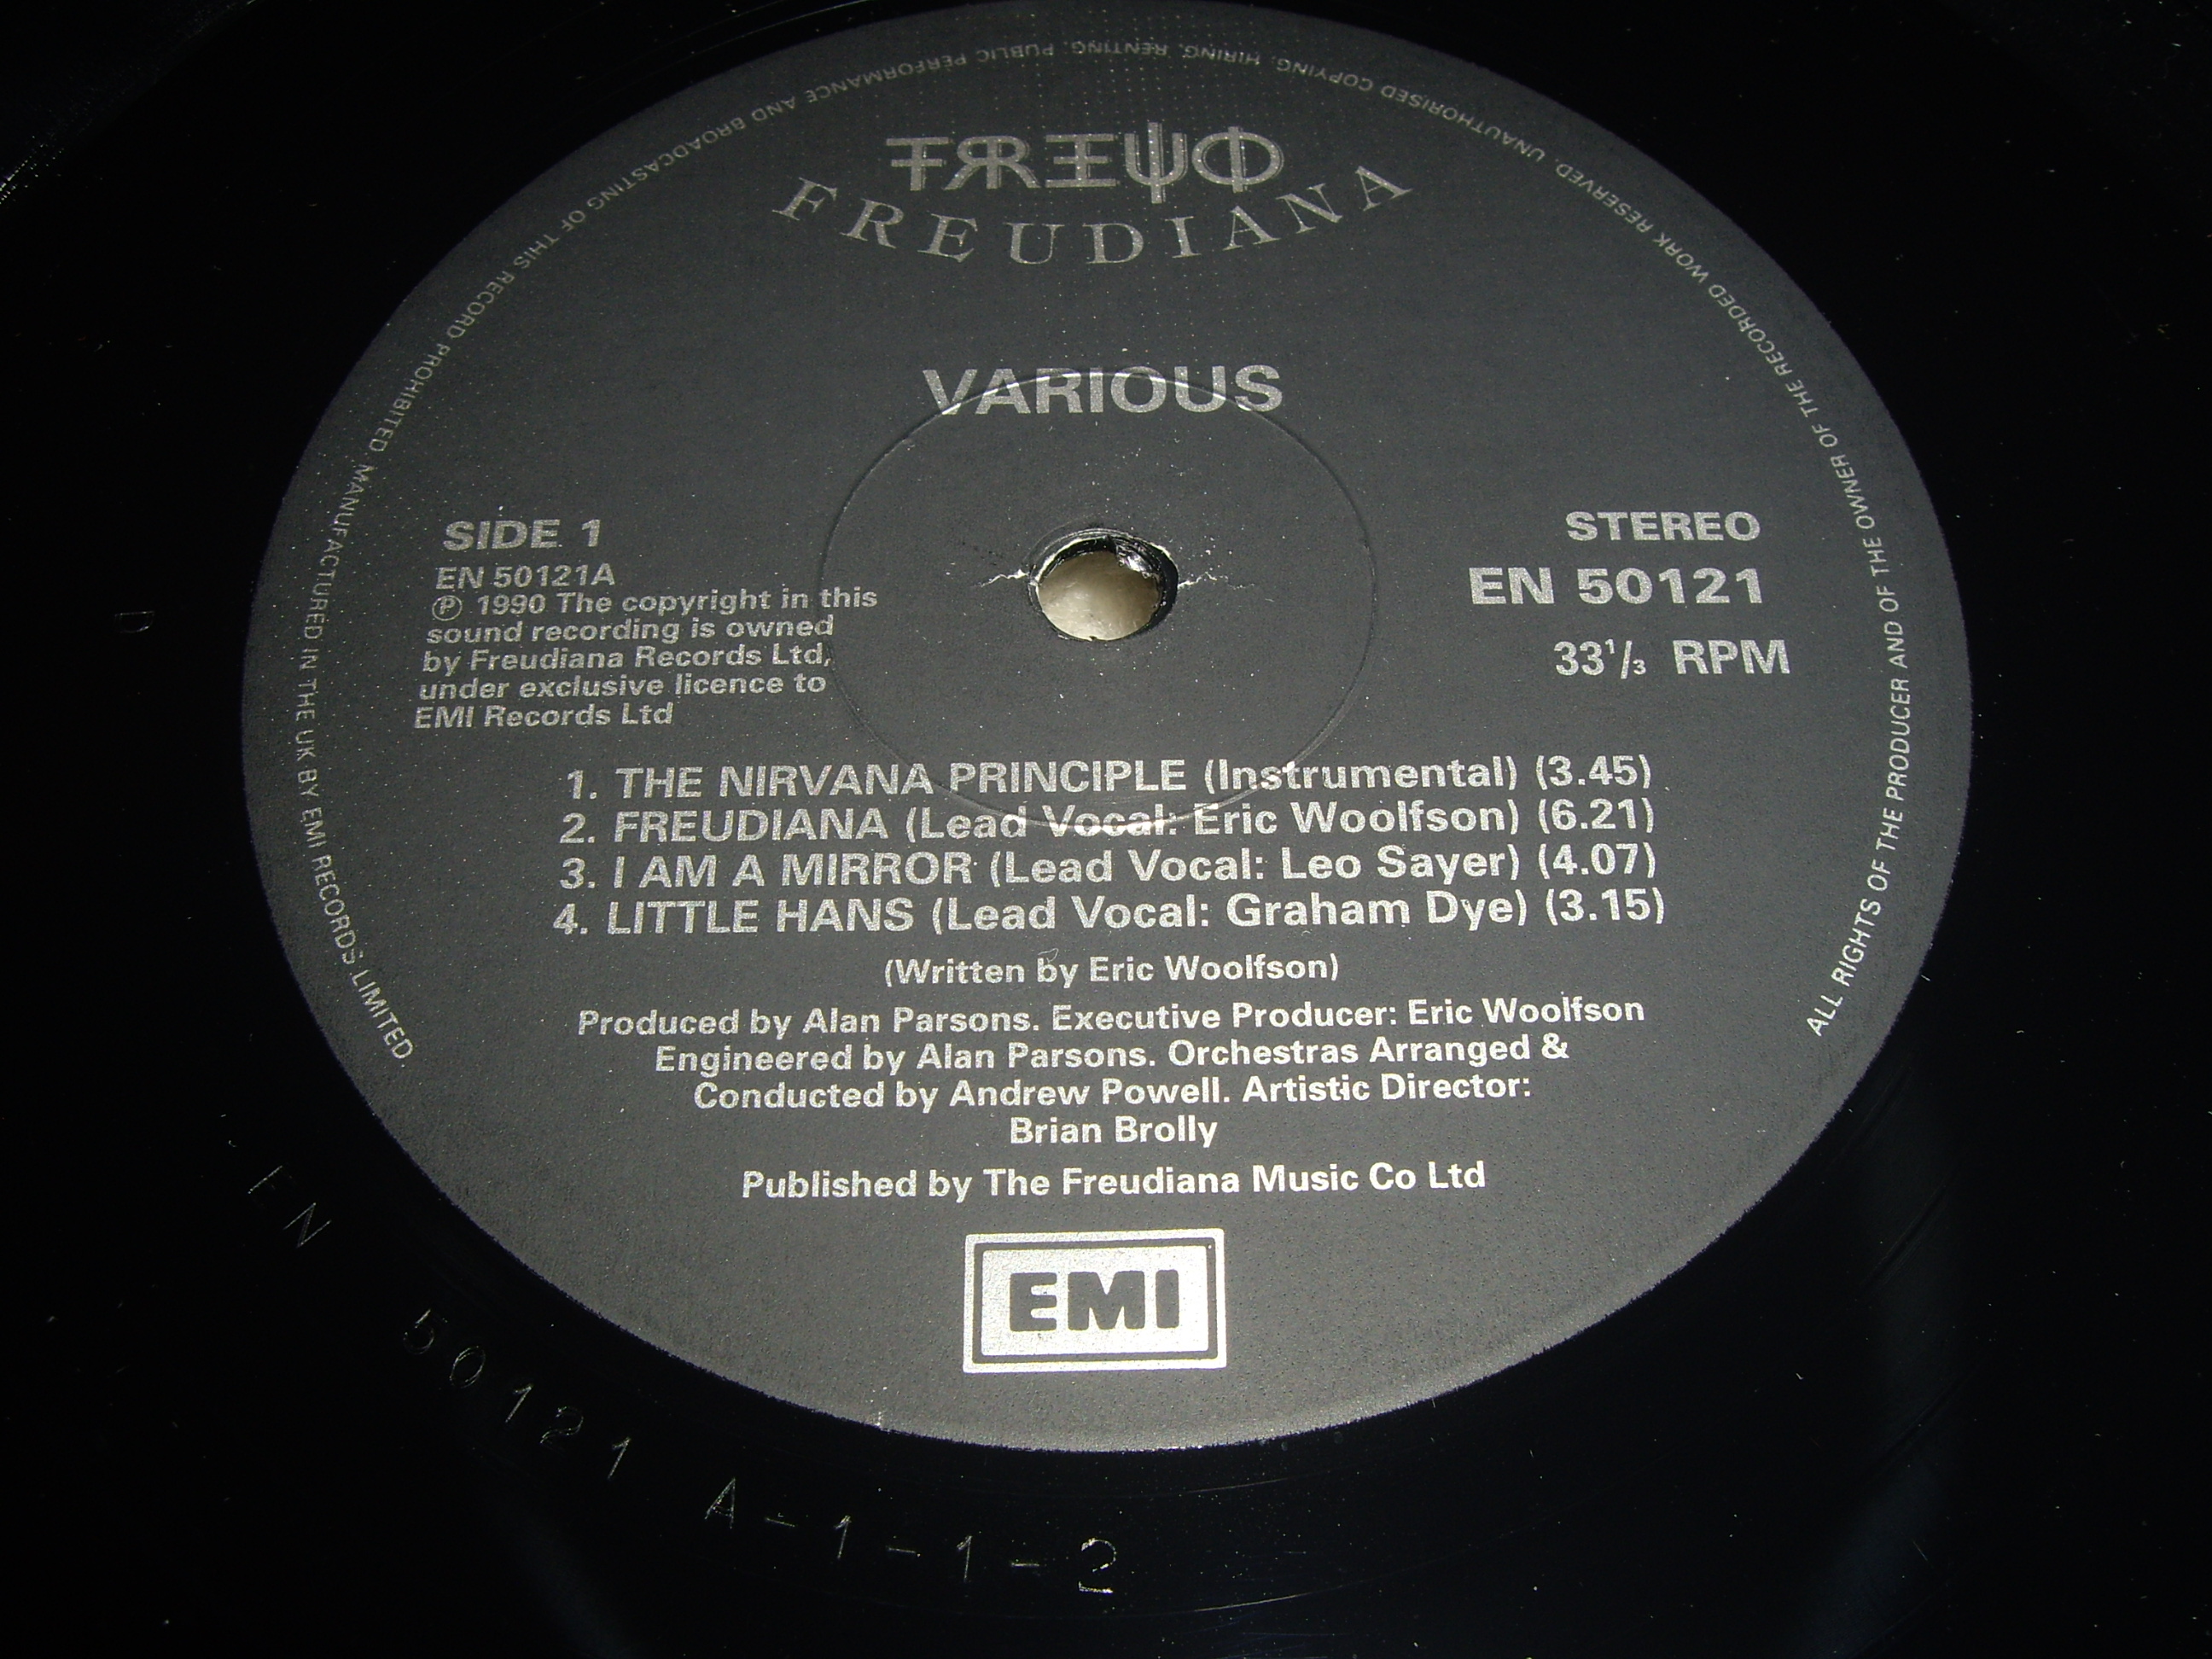 FREUDIANA
VARIOUS
SIDE 1
EN 50121A
Ⓟ 1990 The copyright in this
sound recording is owned
by Freudiana Records Ltd,
under exclusive licence to
EMI Records Ltd
STEREO
EN 50121
33 1/3 RPM
1. THE NIRVANA PRINCIPLE (Instrumental) (3.45)
2. FREUDIANA (Lead Vocal: Eric Woolfson) (6.21)
3. I AM A MIRROR (Lead Vocal: Leo Sayer) (4.07)
4. LITTLE HANS (Lead Vocal: Graham Dye) (3.15)
(Written by Eric Woolfson)
Produced by Alan Parsons. Executive Producer: Eric Woolfson
Engineered by Alan Parsons. Orchestras Arranged &
Conducted by Andrew Powell. Artistic Director:
Brian Brolly
Published by The Freudiana Music Co Ltd
EMI
ALL RIGHTS OF THE PRODUCER AND OF THE OWNER OF THE RECORDED WORK RESERVED. UNAUTHORISED COPYING, HIRING, RENTING, PUBLIC PERFORMANCE AND BROADCASTING OF THIS RECORD PROHIBITED. MANUFACTURED IN THE UK BY EMI RECORDS LIMITED.
EN 50121 A-1-1-2
D